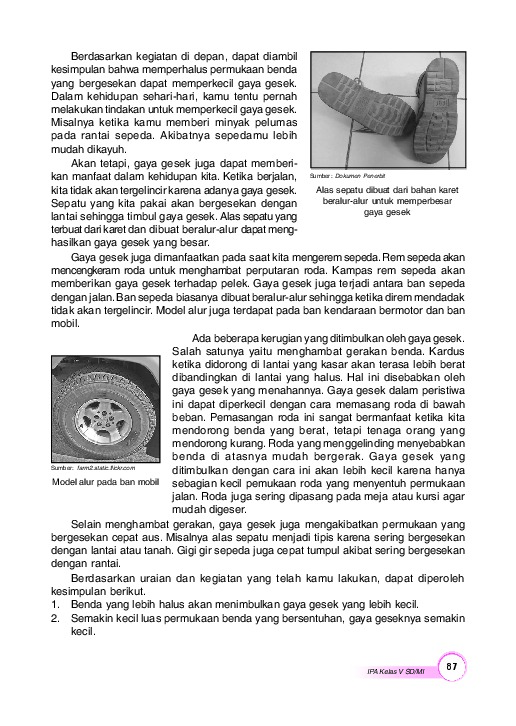 Berdasarkan kegiatan di depan, dapat diambil
kesimpulan bahwa memperhalus permukaan benda
yang bergesekan dapat memperkecil gaya gesek.
Dalam kehidupan sehari-hari, kamu tentu pernah
melakukan tindakan untuk memperkecil gaya gesek.
Misalnya ketika kamu memberi minyak pelumas
pada rantai sepeda. Akibatnya sepedamu lebih
mudah dikayuh.
Akan tetapi, gaya gesek juga dapat memberi-
kan manfaat dalam kehidupan kita. Ketika berjalan,
kita tidak akan tergelincir karena adanya gaya gesek.
Sepatu yang kita pakai akan bergesekan dengan
lantai sehingga timbul gaya gesek. Alas sepatu yang
terbuat dari karet dan dibuat beralur-alur dapat meng-
hasilkan gaya gesek yang besar.
Sumber: Dokumen Penerbit
Alas sepatu dibuat dari bahan karet
beralur-alur untuk memperbesar
gaya gesek
Gaya gesek juga dimanfaatkan pada saat kita mengerem sepeda. Rem sepeda akan
mencengkeram roda untuk menghambat perputaran roda. Kampas rem sepeda akan
memberikan gaya gesek terhadap pelek. Gaya gesek juga terjadi antara ban sepeda
dengan jalan. Ban sepeda biasanya dibuat beralur-alur sehingga ketika direm mendadak
tidak akan tergelincir. Model alur juga terdapat pada ban kendaraan bermotor dan ban
mobil.
Ada beberapa kerugian yang ditimbulkan oleh gaya gesek.
Salah satunya yaitu menghambat gerakan benda. Kardus
ketika didorong di lantai yang kasar akan terasa lebih berat
dibandingkan di lantai yang halus. Hal ini disebabkan oleh
gaya gesek yang menahannya. Gaya gesek dalam peristiwa
ini dapat diperkecil dengan cara memasang roda di bawah
beban. Pemasangan roda ini sangat bermanfaat ketika kita
mendorong benda yang berat, tetapi tenaga orang yang
mendorong kurang. Roda yang menggelinding menyebabkan
benda di atasnya mudah bergerak. Gaya gesek yang
ditimbulkan dengan cara ini akan lebih kecil karena hanya
sebagian kecil pemukaan roda yang menyentuh permukaan
jalan. Roda juga sering dipasang pada meja atau kursi agar
mudah digeser.
Sumber: farm2.static.flickr.com
Model alur pada ban mobil
Selain menghambat gerakan, gaya gesek juga mengakibatkan permukaan yang
bergesekan cepat aus. Misalnya alas sepatu menjadi tipis karena sering bergesekan
dengan lantai atau tanah. Gigi gir sepeda juga cepat tumpul akibat sering bergesekan
dengan rantai.
Berdasarkan uraian dan kegiatan yang telah kamu lakukan, dapat diperoleh
kesimpulan berikut.
1. Benda yang lebih halus akan menimbulkan gaya gesek yang lebih kecil.
2. Semakin kecil luas permukaan benda yang bersentuhan, gaya geseknya semakin
kecil.
IPA Kelas V SD/MI
87